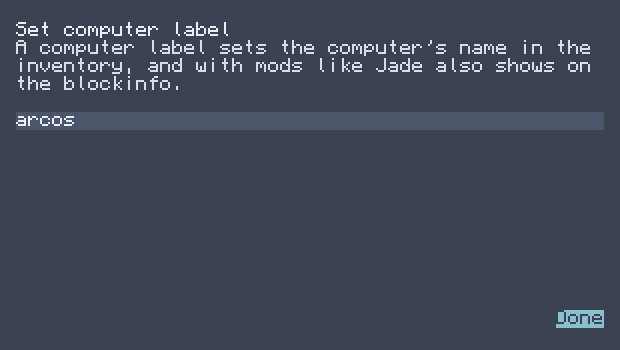 Set computer label
A computer label sets the computer's name in the
inventory, and with mods like Jade also shows on
the blockinfo.
arcos
Done